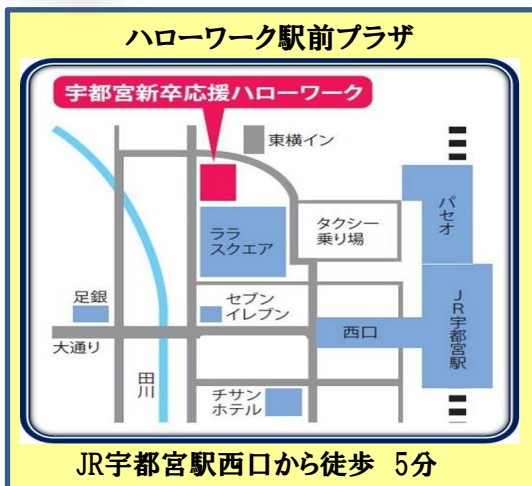 ハローワーク駅前プラザ
宇都宮新卒応援ハローワーク
東横イン
パセオ
タクシー
乗り場
ララ
スクエア
足銀
セブン
イレブン
西口
JR宇都宮駅
大通り
田川
チサン
ホテル
JR宇都宮駅西口から徒歩 5分